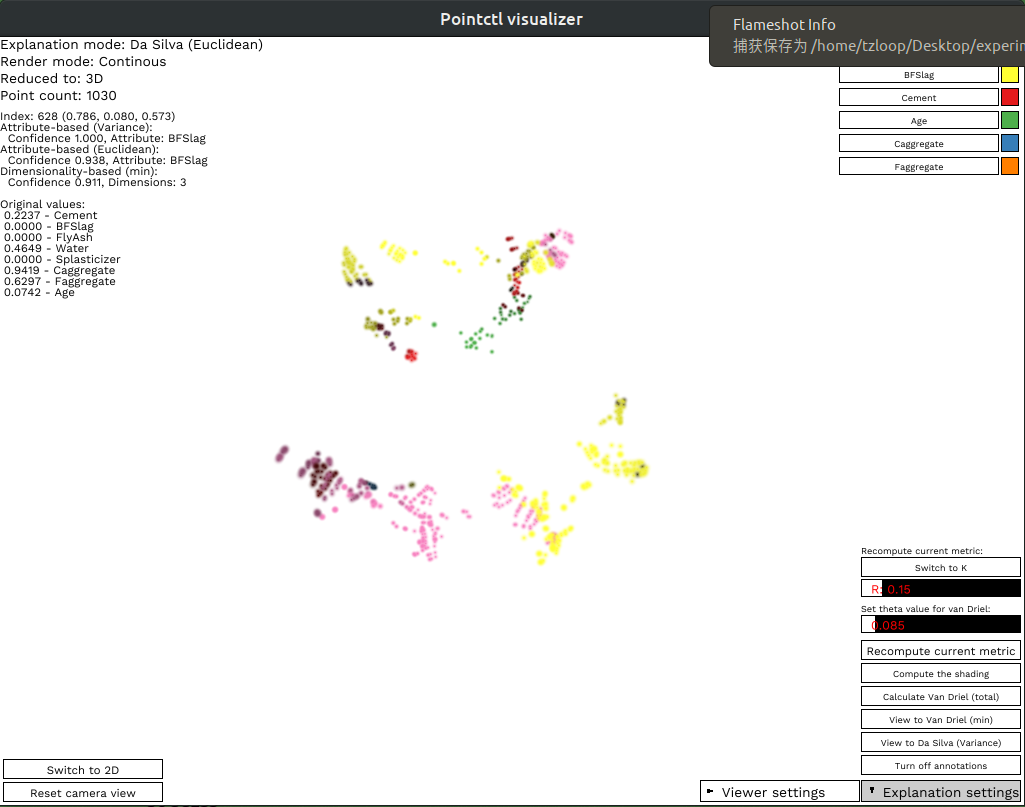 Pointctl visualizer
Flameshot Info
捕获保存为 /home/tzloop/Desktop/experim
Explanation mode: Da Silva (Euclidean)
Render mode: Continous
Reduced to: 3D
Point count: 1030
Index: 628 (0.786, 0.080, 0.573)
Attribute-based (Variance):
Confidence 1.000, Attribute: BFSlag
Attribute-based (Euclidean):
Confidence 0.938, Attribute: BFSlag
Dimensionality-based (min):
Confidence 0.911, Dimensions: 3
Original values:
0.2237 - Cement
0.0000 - BFSlag
0.0000 - FlyAsh
0.4649 - Water
0.0000 - Splasticizer
0.9419 - Caggregate
0.6297 - Faggregate
0.0742 - Age
BFSlag
Cement
Age
Caggregate
Faggregate
Recompute current metric:
Switch to K
R: 0.15
Set theta value for van Driel:
0.085
Recompute current metric
Compute the shading
Calculate Van Driel (total)
View to Van Driel (min)
View to Da Silva (Variance)
Turn off annotations
Switch to 2D
Reset camera view
Viewer settings
Explanation settings